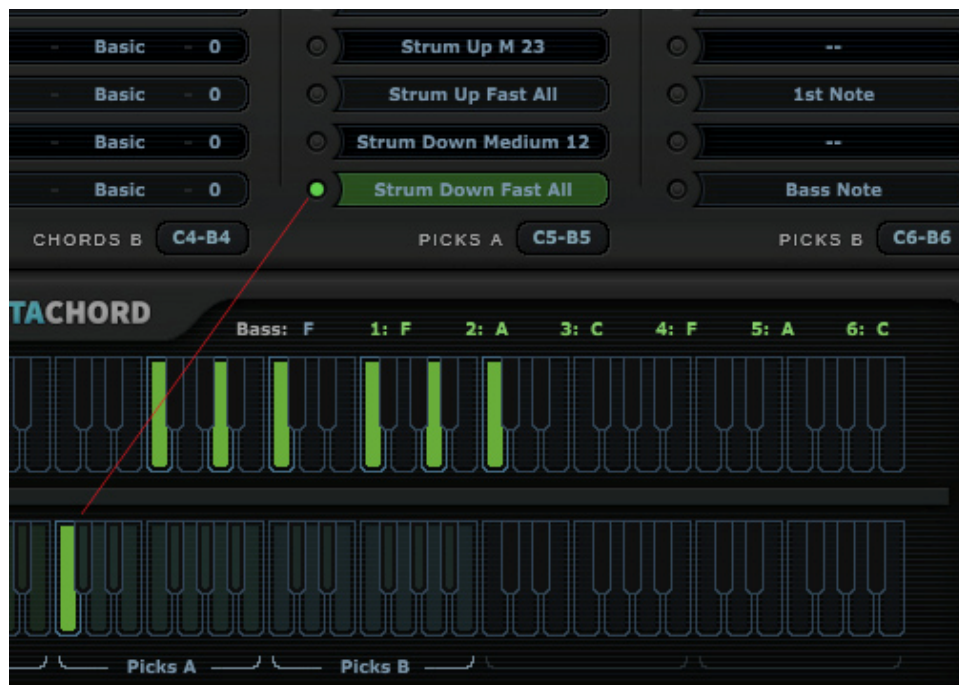 - Basic - 0 Strum Up M 23 --
- Basic - 0 Strum Up Fast All 1st Note
- Basic - 0 Strum Down Medium 12 --
- Basic - 0 Strum Down Fast All Bass Note
CHORDS B C4-B4 PICKS A C5-B5 PICKS B C6-B6
TACHORD
Bass: F 1: F 2: A 3: C 4: F 5: A 6: C
Picks A Picks B